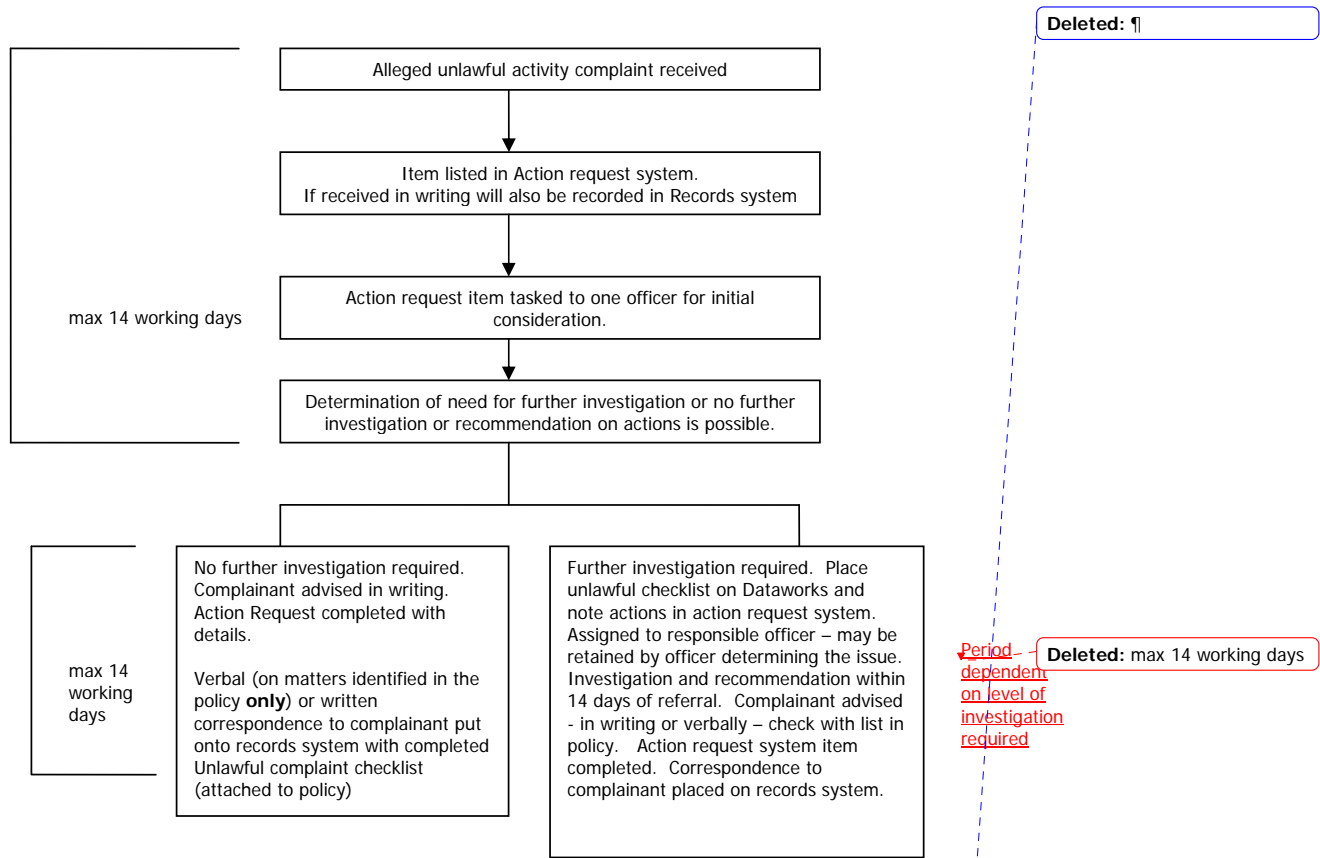 Deleted: ¶
Alleged unlawful activity complaint received
Item listed in Action request system.
If received in writing will also be recorded in Records system
max 14 working days
Action request item tasked to one officer for initial
consideration.
Determination of need for further investigation or no further
investigation or recommendation on actions is possible.
max 14
working
days
No further investigation required.
Complainant advised in writing.
Action Request completed with
details.
Verbal (on matters identified in the
policy only) or written
correspondence to complainant put
onto records system with completed
Unlawful complaint checklist
(attached to policy)
Further investigation required.  Place
unlawful checklist on Dataworks and
note actions in action request system.
Assigned to responsible officer – may be
retained by officer determining the issue.
Investigation and recommendation within
14 days of referral. Complainant advised
- in writing or verbally – check with list in
policy.   Action request system item
completed.  Correspondence to
complainant placed on records system.
Period
dependent
on level of
investigation
required
Deleted: max 14 working days